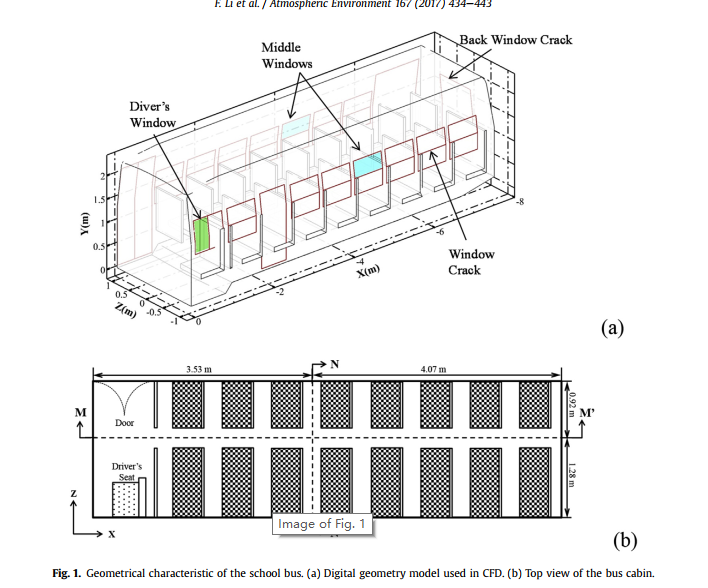 F. Li et al. / Atmospheric Environment 167 (2017) 434–443
Back Window Crack
Middle
Windows
Diver's
Window
2
1.5
1
0.5
0
Y(m)
1
0.5
0
-0.5
-1
Z(m)
0
-2
-4
-6
-8
X(m)
Window
Crack
(a)
3.53 m
N
4.07 m
M
Door
0.92 m
M'
Driver's
Seat
1.28 m
Z
X
Image of Fig. 1
(b)
Fig. 1. Geometrical characteristic of the school bus. (a) Digital geometry model used in CFD. (b) Top view of the bus cabin.